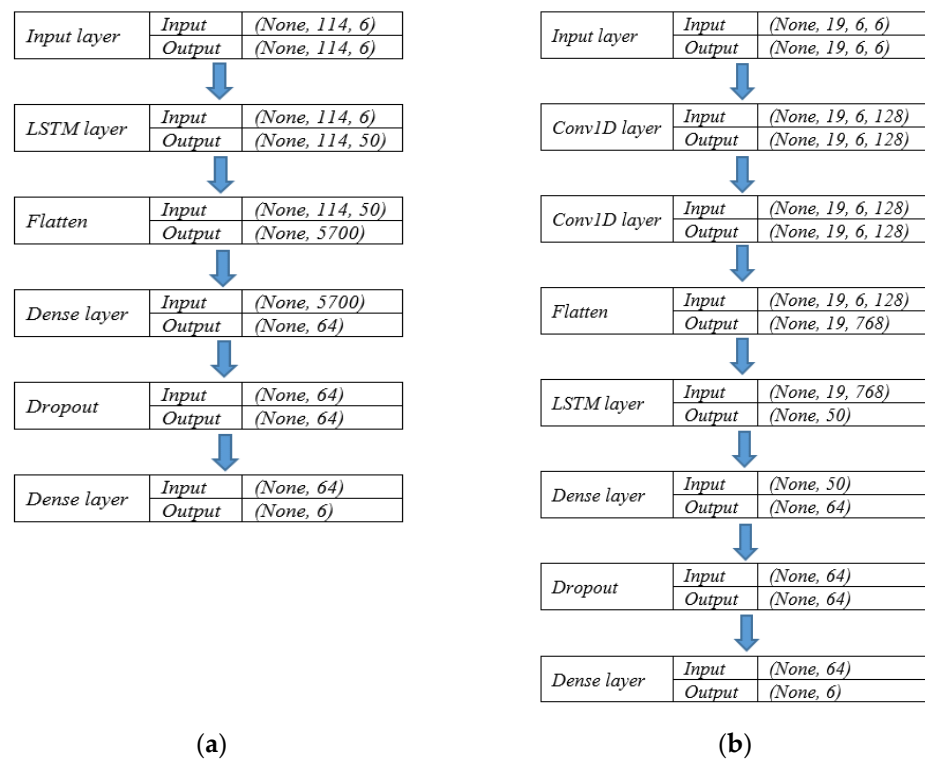 Input layer Input (None, 114, 6)
Output (None, 114, 6)
LSTM layer Input (None, 114, 6)
Output (None, 114, 50)
Flatten Input (None, 114, 50)
Output (None, 5700)
Dense layer Input (None, 5700)
Output (None, 64)
Dropout Input (None, 64)
Output (None, 64)
Dense layer Input (None, 64)
Output (None, 6)
(a)
Input layer Input (None, 19, 6, 6)
Output (None, 19, 6, 6)
Conv1D layer Input (None, 19, 6, 128)
Output (None, 19, 6, 128)
Conv1D layer Input (None, 19, 6, 128)
Output (None, 19, 6, 128)
Flatten Input (None, 19, 6, 128)
Output (None, 19, 768)
LSTM layer Input (None, 19, 768)
Output (None, 50)
Dense layer Input (None, 50)
Output (None, 64)
Dropout Input (None, 64)
Output (None, 64)
Dense layer Input (None, 64)
Output (None, 6)
(b)